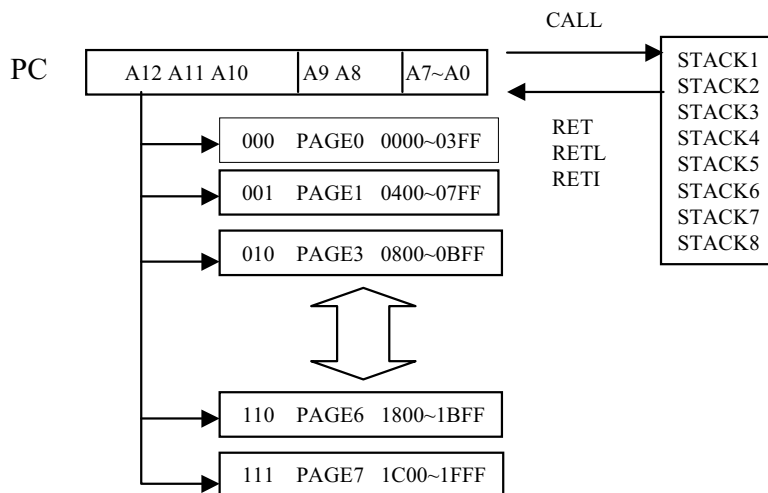 CALL
PC
A12 A11 A10 A9 A8 A7~A0
STACK1
STACK2
STACK3
STACK4
STACK5
STACK6
STACK7
STACK8
RET
RETL
RETI
000 PAGE0 0000~03FF
001 PAGE1 0400~07FF
010 PAGE3 0800~0BFF
110 PAGE6 1800~1BFF
111 PAGE7 1C00~1FFF